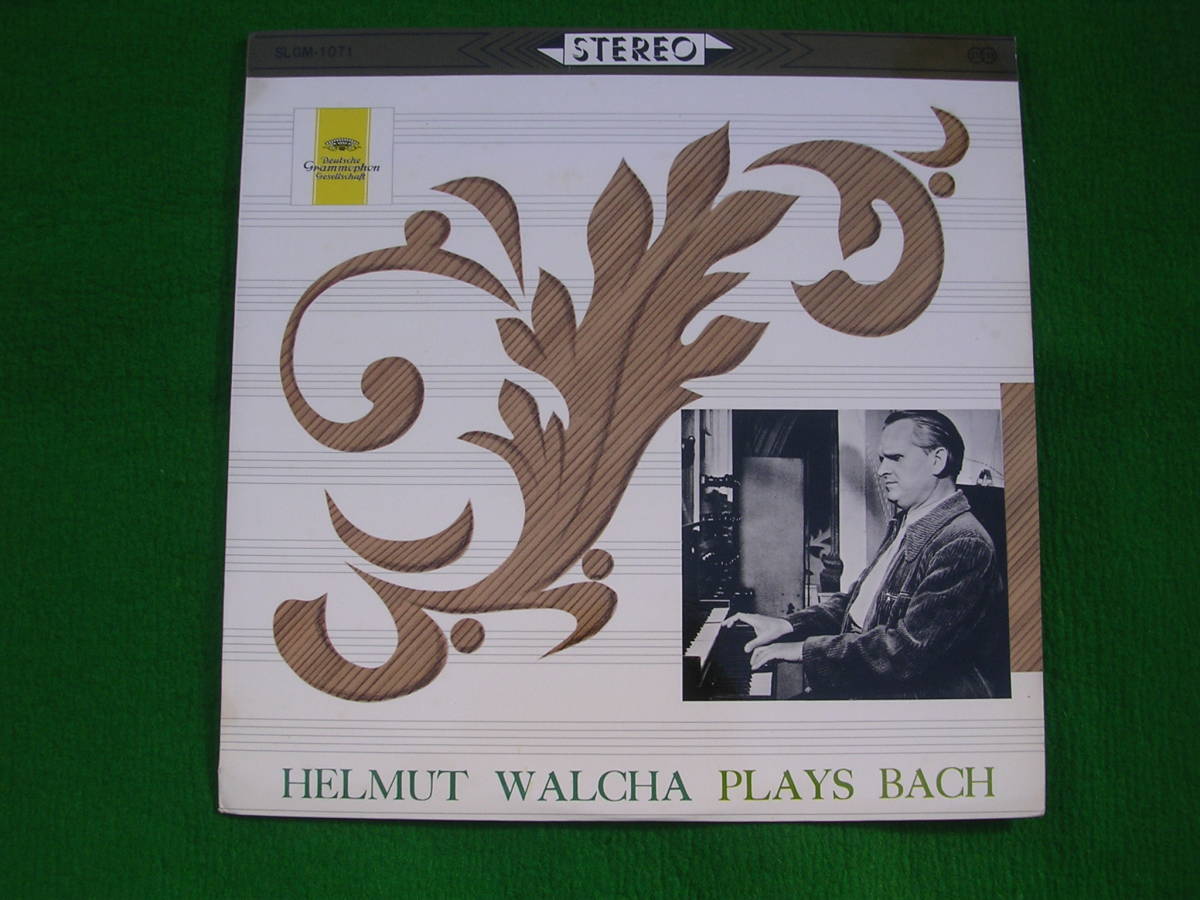 SLGM-1071
STEREO
Deutsche
Grammophon
Gesellschaft
HELMUT WALCHA PLAYS BACH